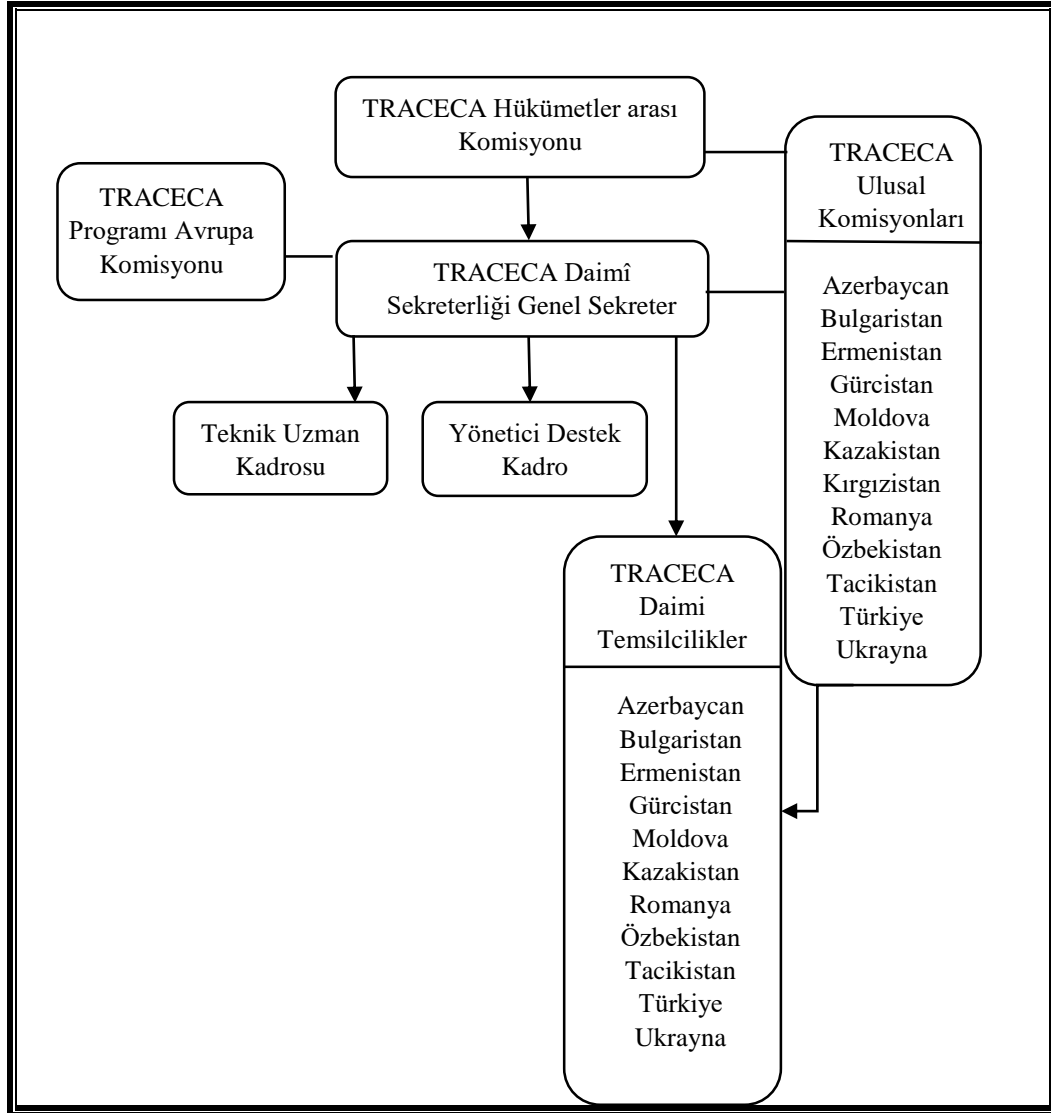 TRACECA Hükümetler arası
Komisyonu
TRACECA
Programı Avrupa
Komisyonu
TRACECA Daimî
Sekreterliği Genel Sekreter
Teknik Uzman
Kadrosu
Yönetici Destek
Kadro
TRACECA
Ulusal
Komisyonları
Azerbaycan
Bulgaristan
Ermenistan
Gürcistan
Moldova
Kazakistan
Kırgızistan
Romanya
Özbekistan
Tacikistan
Türkiye
Ukrayna
TRACECA
Daimi
Temsilcilikler
Azerbaycan
Bulgaristan
Ermenistan
Gürcistan
Moldova
Kazakistan
Romanya
Özbekistan
Tacikistan
Türkiye
Ukrayna